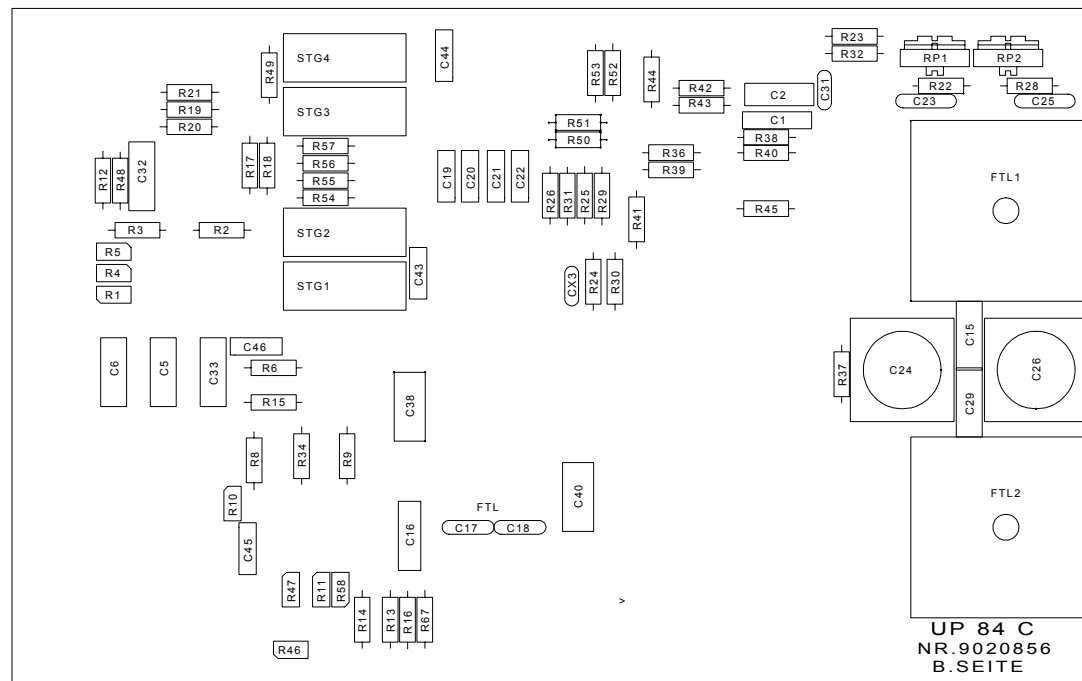 R23
R32
RP1
RP2
STG4
C44
R49
R53
R52
R44
R42
R43
C2
C31
R22
R28
C23
C25
R21
R19
R20
STG3
C1
R51
R50
R38
R40
R57
R56
R55
R54
R17
R18
R12
R48
C32
C19
C20
C21
C22
R36
R39
R26
R31
R25
R29
R41
R45
FTL1
R3
R2
STG2
R5
R4
R1
STG1
C43
CX3
R24
R30
C6
C5
C33
C46
R6
R15
C38
R37
C24
C15
C29
C26
R8
R34
R9
R10
C45
C16
FTL
C17
C18
C40
FTL2
R47
R11
R58
R14
R13
R16
R67
>
R46
UP 84 C
NR.9020856
B.SEITE